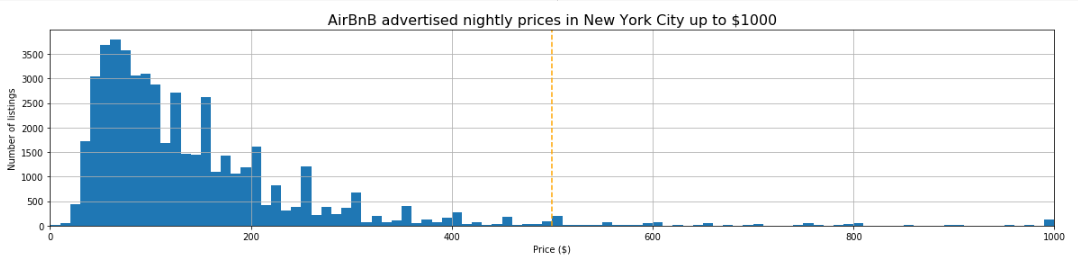 AirBnB advertised nightly prices in New York City up to $1000
Number of listings
3500
3000
2500
2000
1500
1000
500
0
0 200 400 600 800 1000
Price ($)